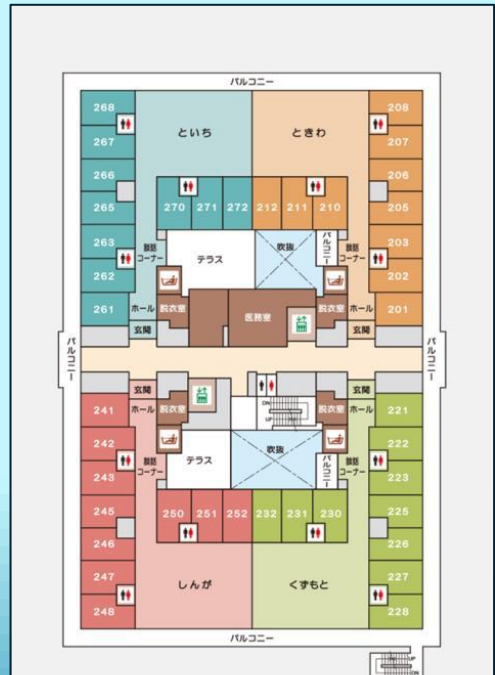 バルコニー
268
といち
ときわ
208
267
207
266
206
265
270
271
272
212
211
210
205
263
談話
コーナー
テラス
吹抜
バルコニー
談話
コーナー
203
262
202
261
ホール
脱衣室
医務室
脱衣室
ホール
201
玄関
玄関
バルコニー
バルコニー
玄関
玄関
241
ホール
脱衣室
DN
UP
脱衣室
ホール
221
242
談話
コーナー
テラス
吹抜
バルコニー
談話
コーナー
222
243
223
245
250
251
252
232
231
230
225
246
226
247
しんが
くずもと
227
248
228
バルコニー
UP
DN